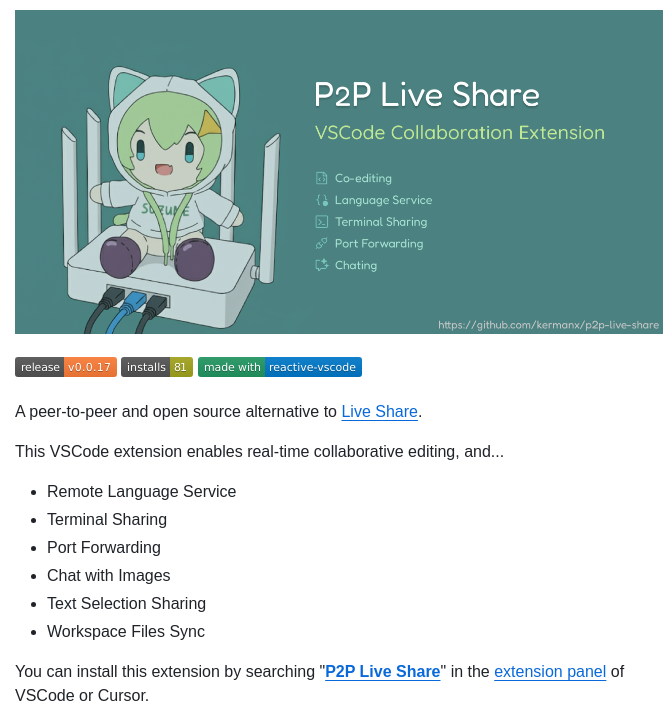 P2P Live Share
VSCode Collaboration Extension
Co-editing
Language Service
Terminal Sharing
Port Forwarding
Chating
SUZUME
https://github.com/kermanx/p2p-live-share
release v0.0.17 installs 81 made with reactive-vscode
A peer-to-peer and open source alternative to Live Share.
This VSCode extension enables real-time collaborative editing, and...
Remote Language Service
Terminal Sharing
Port Forwarding
Chat with Images
Text Selection Sharing
Workspace Files Sync
You can install this extension by searching "P2P Live Share" in the extension panel of
VSCode or Cursor.